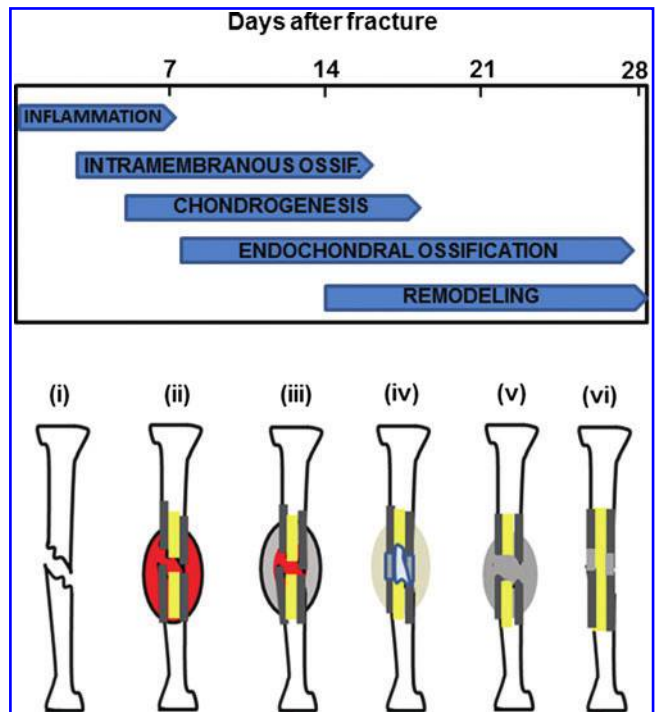 Days after fracture
7 14 21 28
INFLAMMATION
INTRAMEMBRANOUS OSSIF.
CHONDROGENESIS
ENDOCHONDRAL OSSIFICATION
REMODELING
(i) (ii) (iii) (iv) (v) (vi)